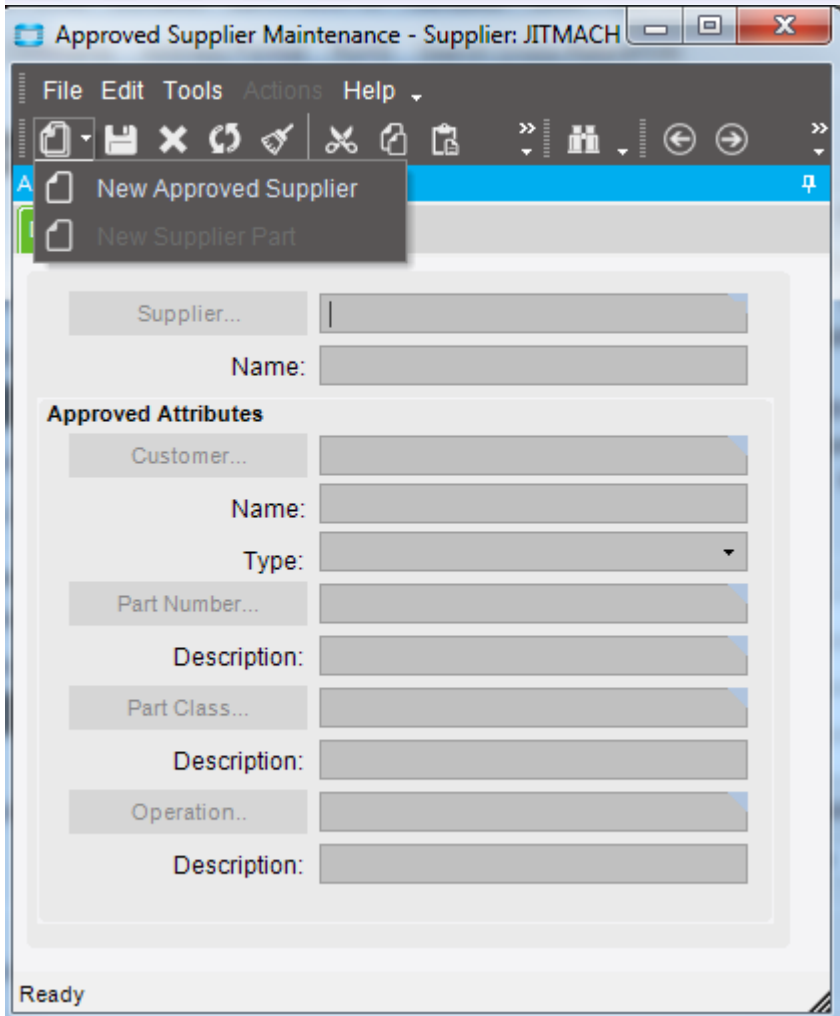 Approved Supplier Maintenance - Supplier: JITMACH
File Edit Tools Actions Help
New Approved Supplier
New Supplier Part
Supplier...
Name:
Approved Attributes
Customer...
Name:
Type:
Part Number...
Description:
Part Class...
Description:
Operation..
Description:
Ready